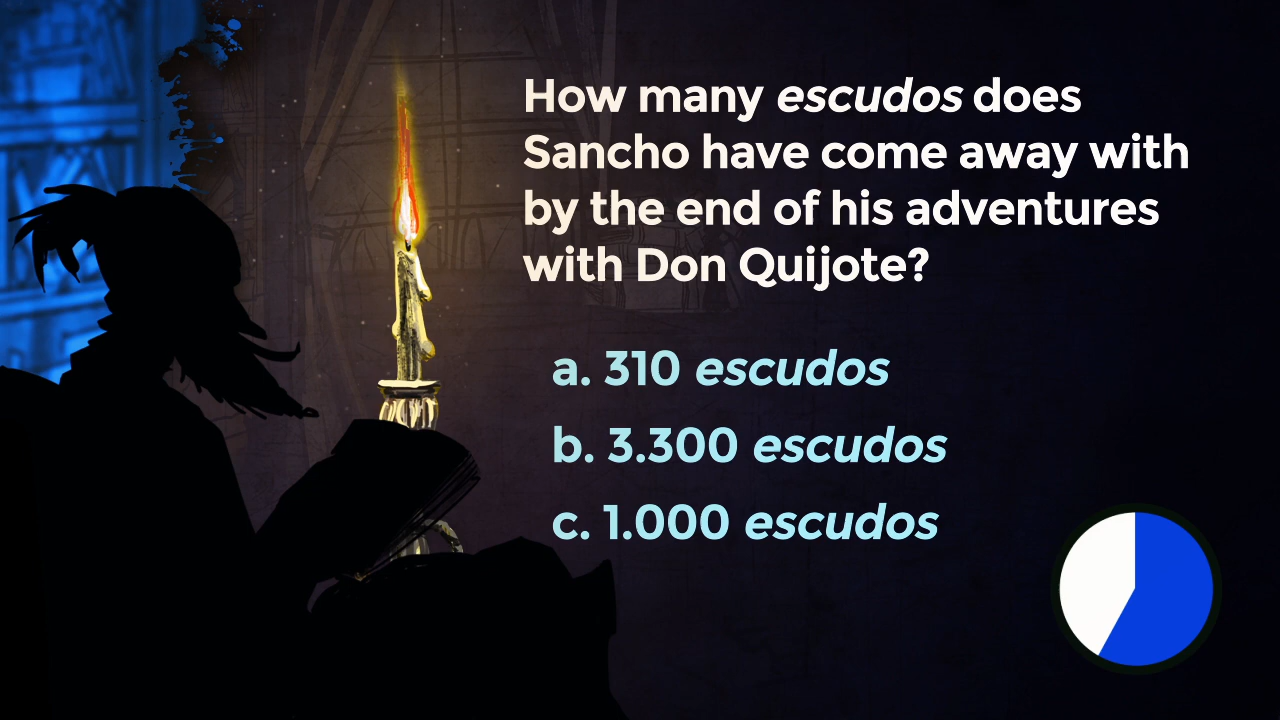 How many escudos does
Sancho have come away with
by the end of his adventures
with Don Quijote?
a. 310 escudos
b. 3.300 escudos
c. 1.000 escudos